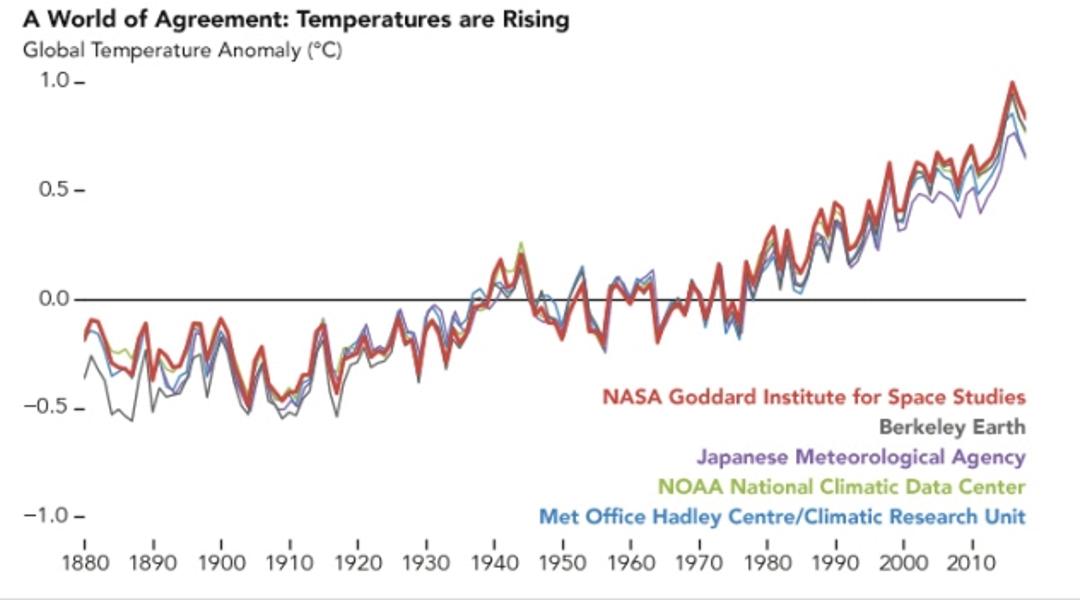 A World of Agreement: Temperatures are Rising
Global Temperature Anomaly (°C)
1.0
0.5
0.0
−0.5
NASA Goddard Institute for Space Studies
Berkeley Earth
Japanese Meteorological Agency
NOAA National Climatic Data Center
Met Office Hadley Centre/Climatic Research Unit
−1.0
1880 1890 1900 1910 1920 1930 1940 1950 1960 1970 1980 1990 2000 2010